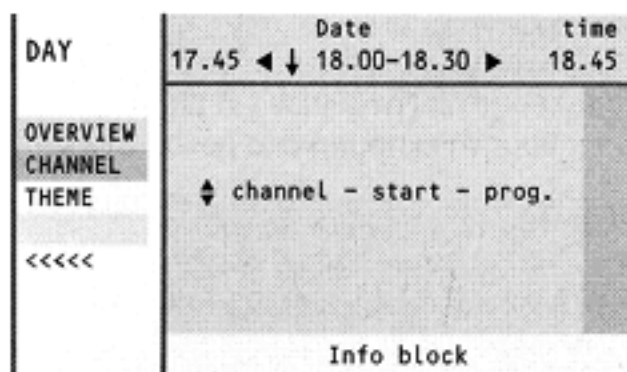 DAY
Date time
17.45 ◀ ↓ 18.00-18.30 ▶ 18.45
OVERVIEW
CHANNEL
THEME
<<<<<
channel - start - prog.
Info block